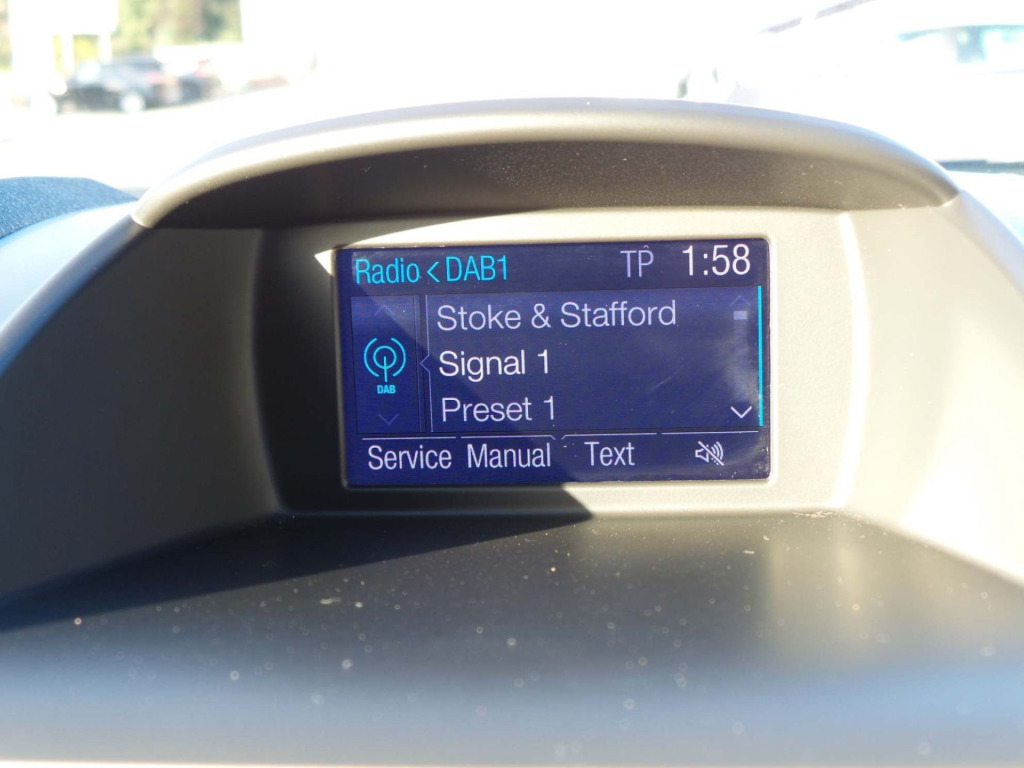 Radio < DAB1 TP 1:58
Stoke & Stafford
Signal 1
DAB
Preset 1
Service Manual Text